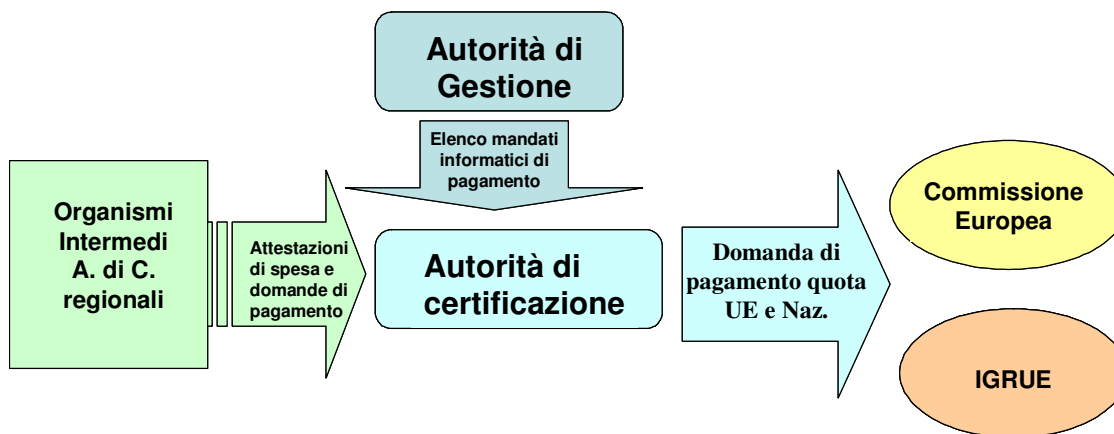 Autorità di
Gestione
Elenco mandati
informatici di
pagamento
Organismi
Intermedi
A. di C.
regionali
Attestazioni
di spesa e
domande di
pagamento
Autorità di
certificazione
Domanda di
pagamento quota
UE e Naz.
Commissione
Europea
IGRUE